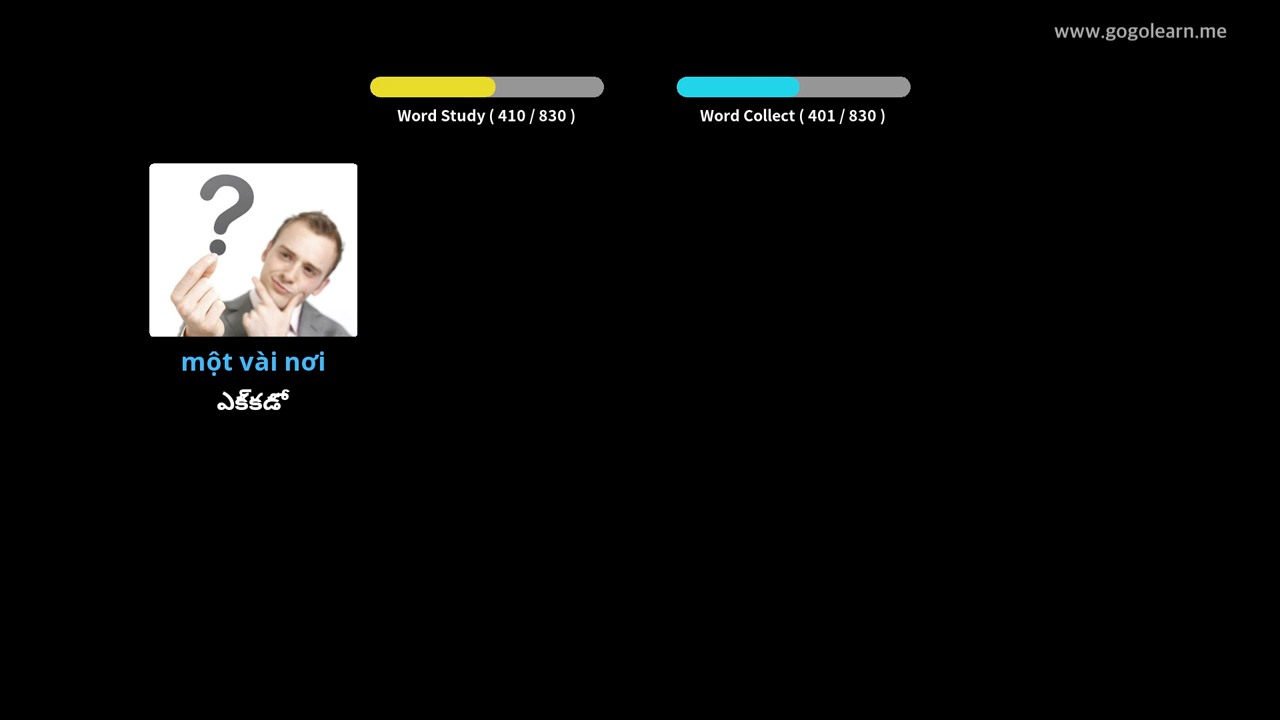 www.gogolearn.me
Word Study ( 410 / 830 )
Word Collect ( 401 / 830 )
một vài nơi
ఎక్కడో